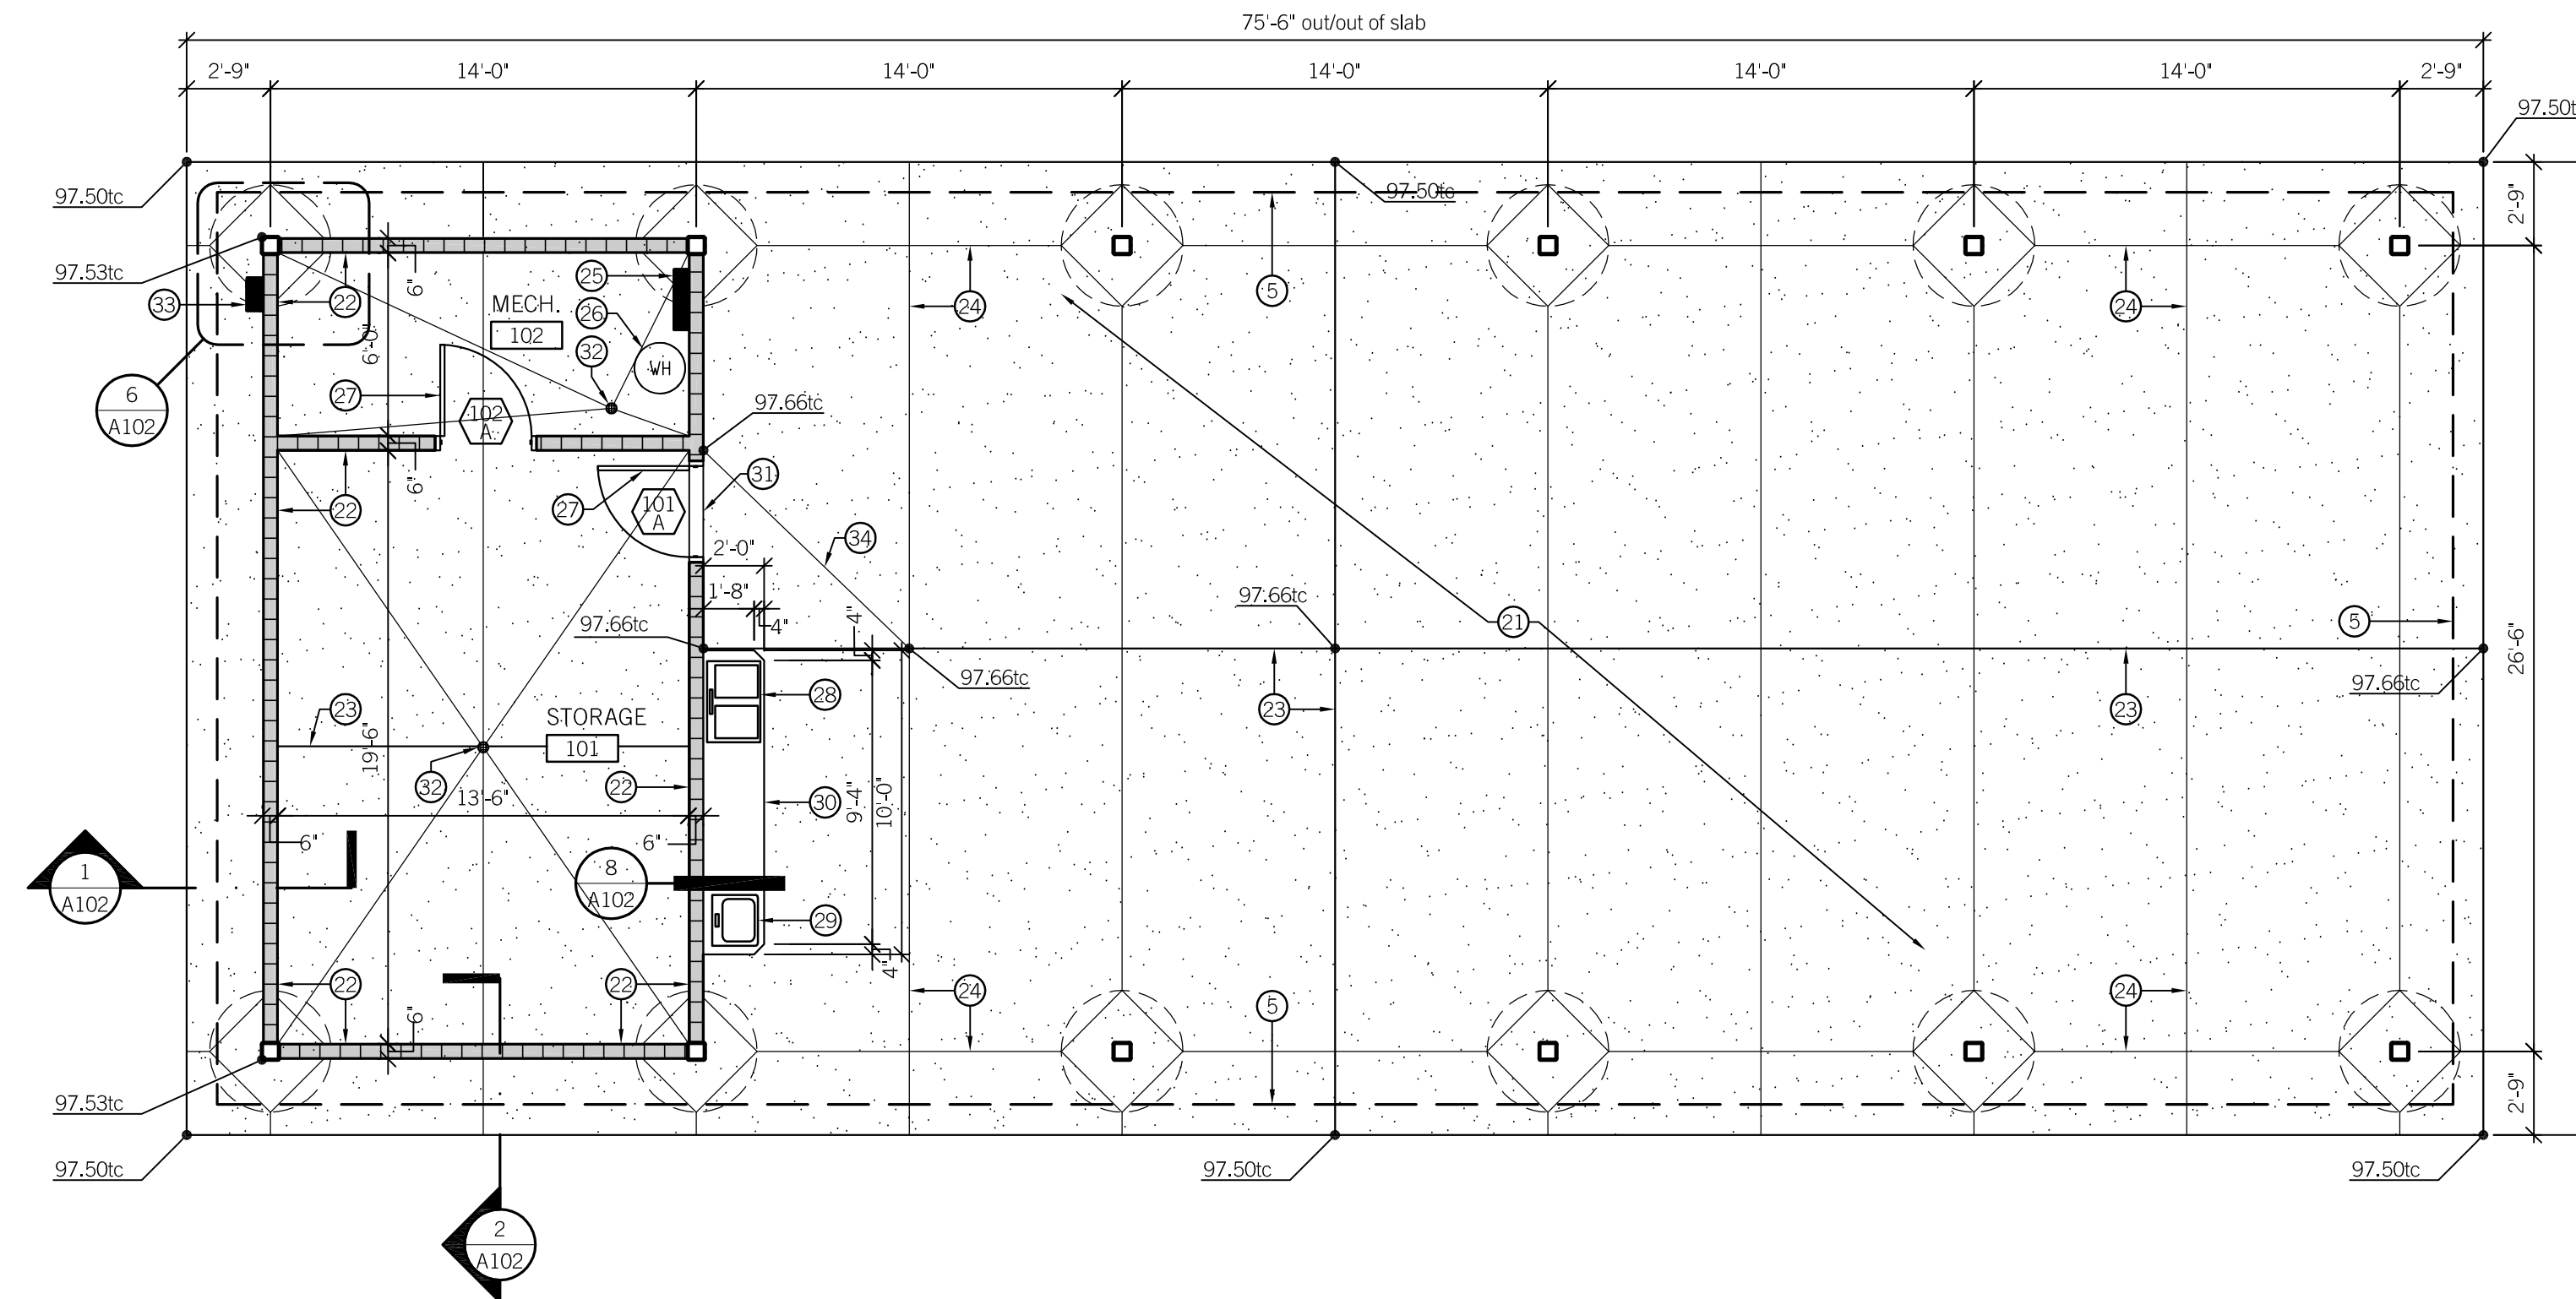 75'-6" out/out of slab
2'-9" 14'-0" 14'-0" 14'-0" 14'-0" 14'-0" 2'-9"
97.50tc
97.50tc
97.50tc
2'-9"
97.53tc
33
22
6"
MECH.
102
25
26
32
WH
24
5
24
6'-0"
6
A102
27
102
A
97.66tc
6"
31
22
27
101
A
34
2'-0"
1'-8"
4"
4"
97.66tc
97.66tc
21
5
26'-6"
97.66tc
97.66tc
28
23
23
23
STORAGE
101
19'-6"
32
13'-6"
22
30
9'-4"
10'-0"
6"
6"
1
A102
8
A102
29
4"
22
22
6"
24
5
24
97.53tc
2'-9"
97.50tc
97.50tc
97.50tc
2
A102